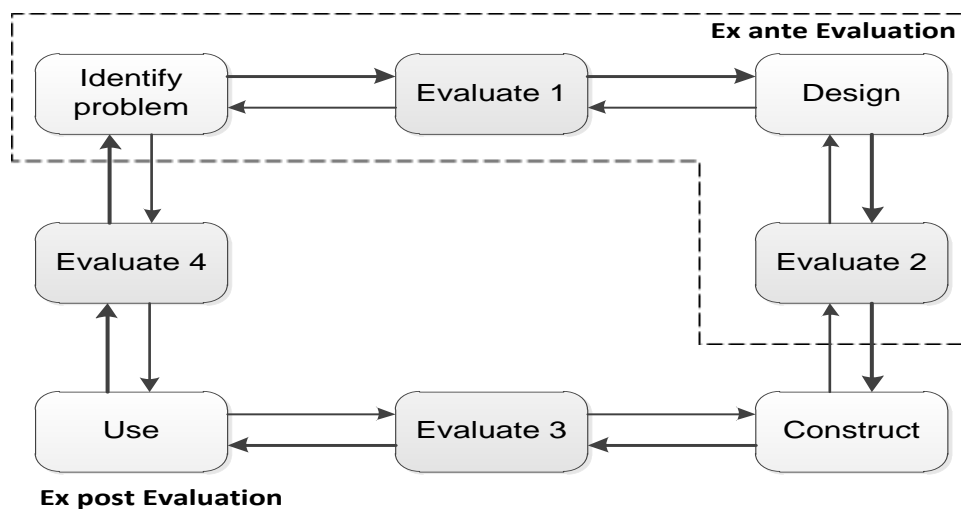 Ex ante Evaluation
Identify
problem
Evaluate 1
Design
Evaluate 4
Evaluate 2
Use
Evaluate 3
Construct
Ex post Evaluation